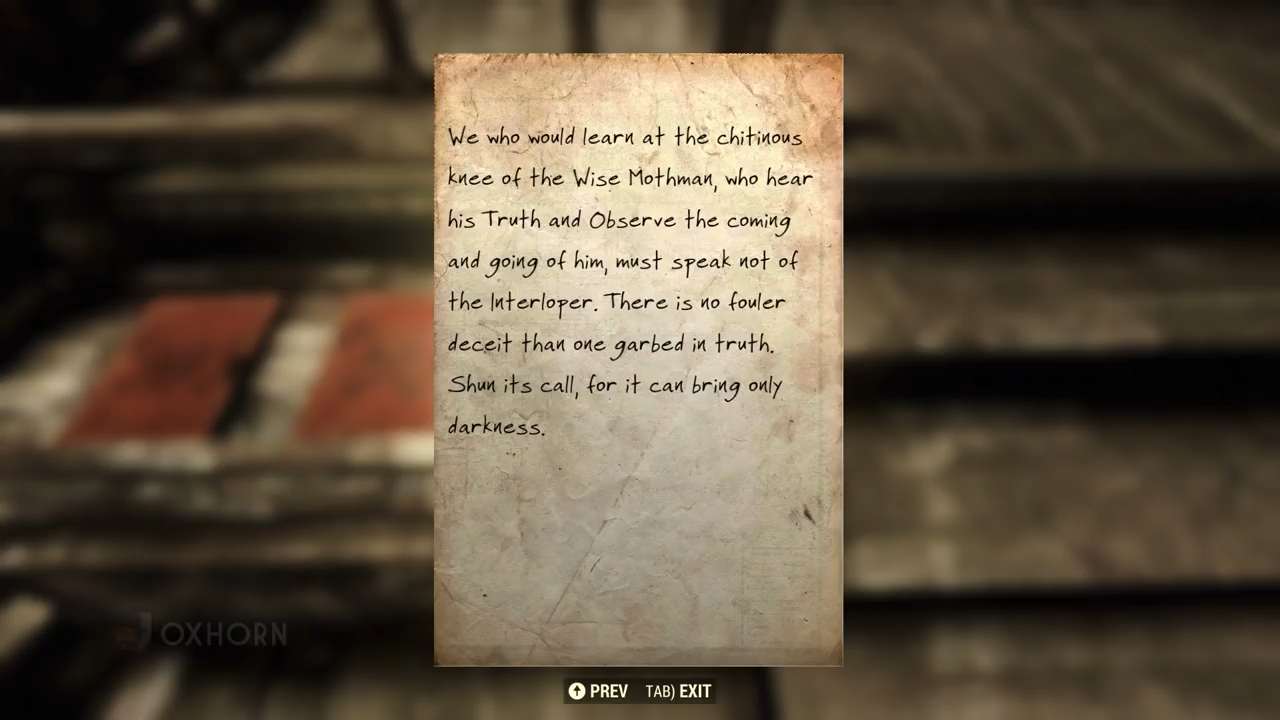 We who would learn at the chitinous
knee of the Wise Mothman, who hear
his Truth and Observe the coming
and going of him, must speak not of
the Interloper. There is no fouler
deceit than one garbed in truth.
Shun its call, for it can bring only
darkness.
OXHORN
PREV TAB) EXIT